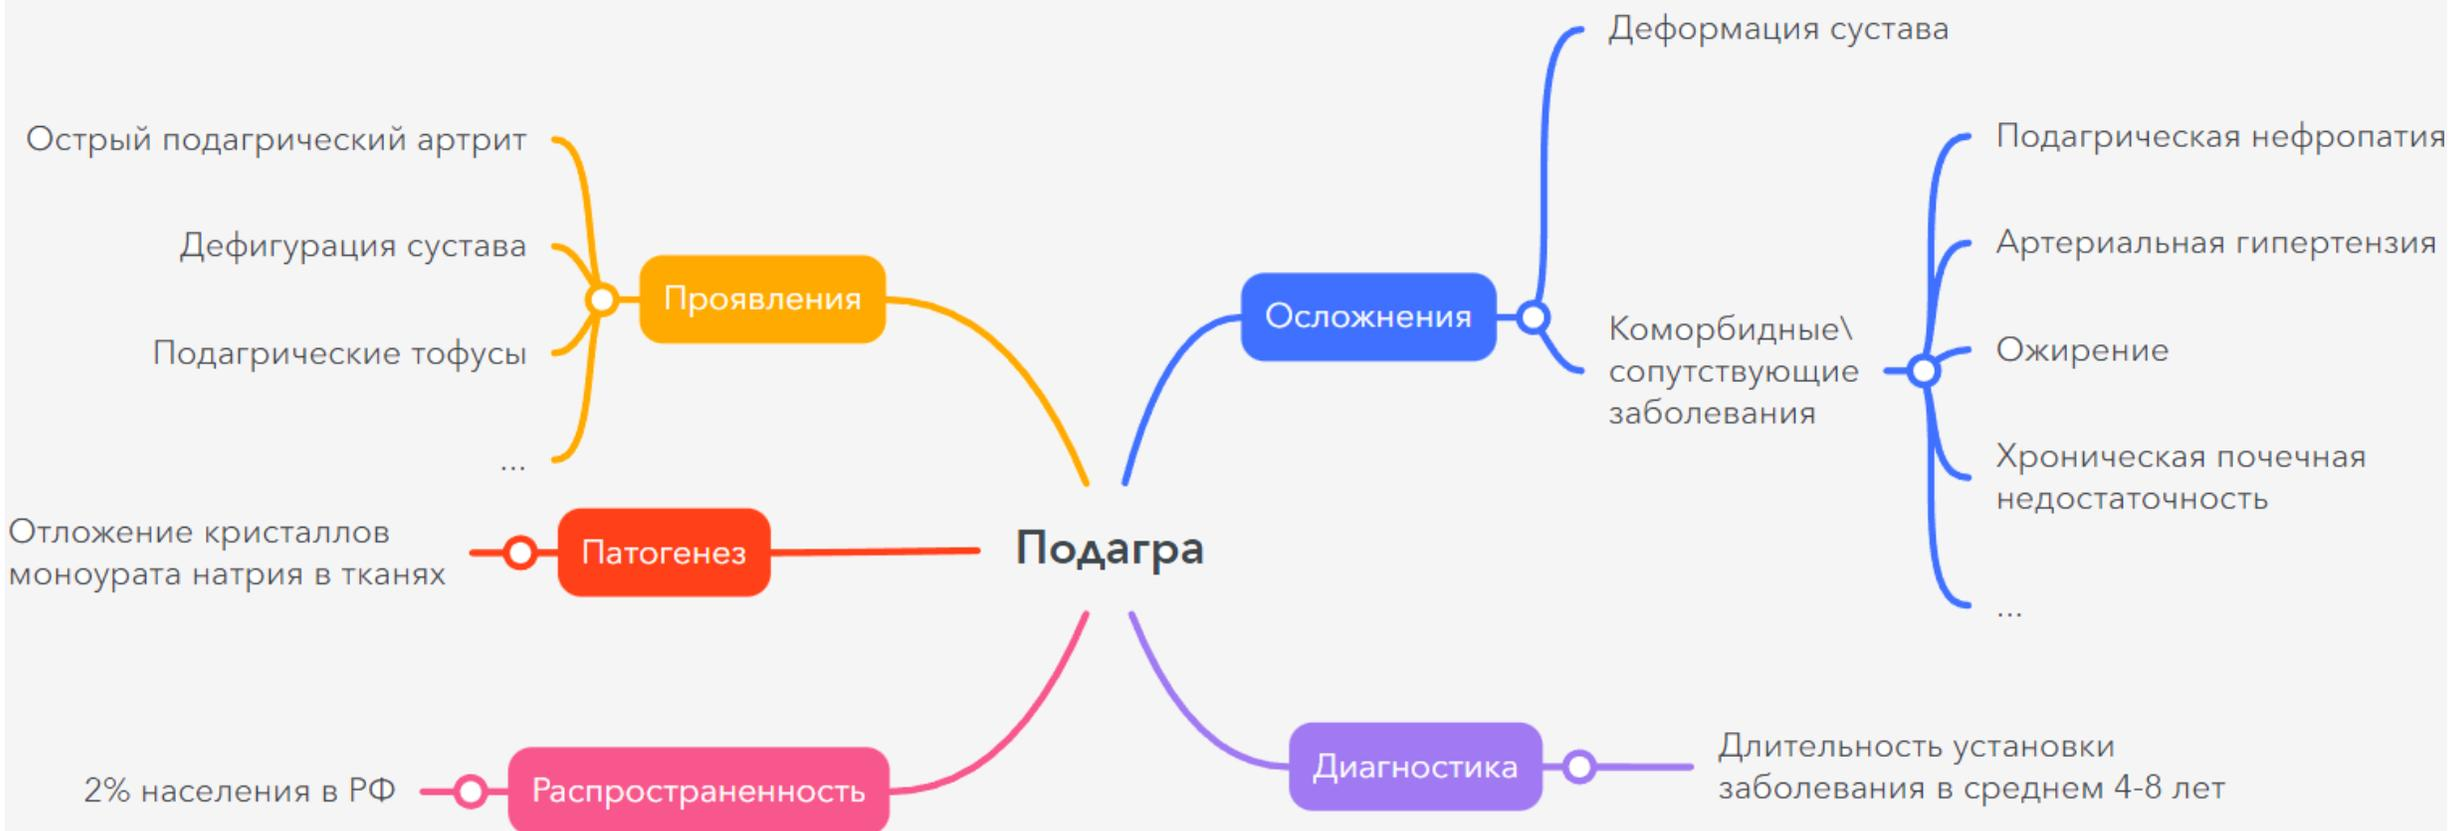 Деформация сустава
Острый подагрический артрит
Дефигурация сустава
Подагрические тофусы
...
Проявления
Осложнения
Коморбидные\
сопутствующие
заболевания
Подагрическая нефропатия
Артериальная гипертензия
Ожирение
Хроническая почечная
недостаточность
...
Отложение кристаллов
моноурата натрия в тканях
Патогенез
Подагра
2% населения в РФ
Распространенность
Диагностика
Длительность установки
заболевания в среднем 4-8 лет